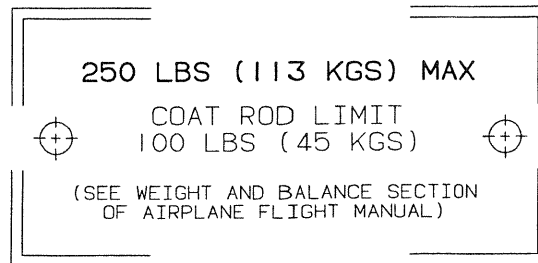 250 LBS (113 KGS) MAX
COAT ROD LIMIT
100 LBS (45 KGS)
(SEE WEIGHT AND BALANCE SECTION
OF AIRPLANE FLIGHT MANUAL)